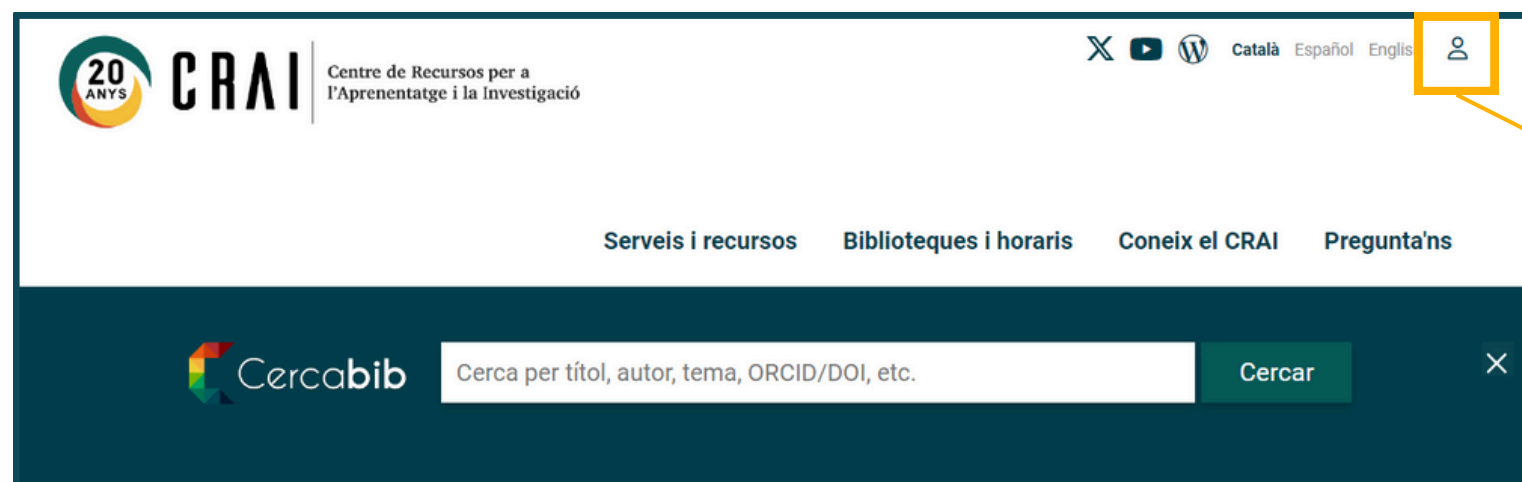 20
ANYS
CRAI
Centre de Recursos per a
l'Aprenentatge i la Investigació
Català Español Englis
Serveis i recursos Biblioteques i horaris Coneix el CRAI Pregunta'ns
Cercabib
Cerca per títol, autor, tema, ORCID/DOI, etc.
Cercar